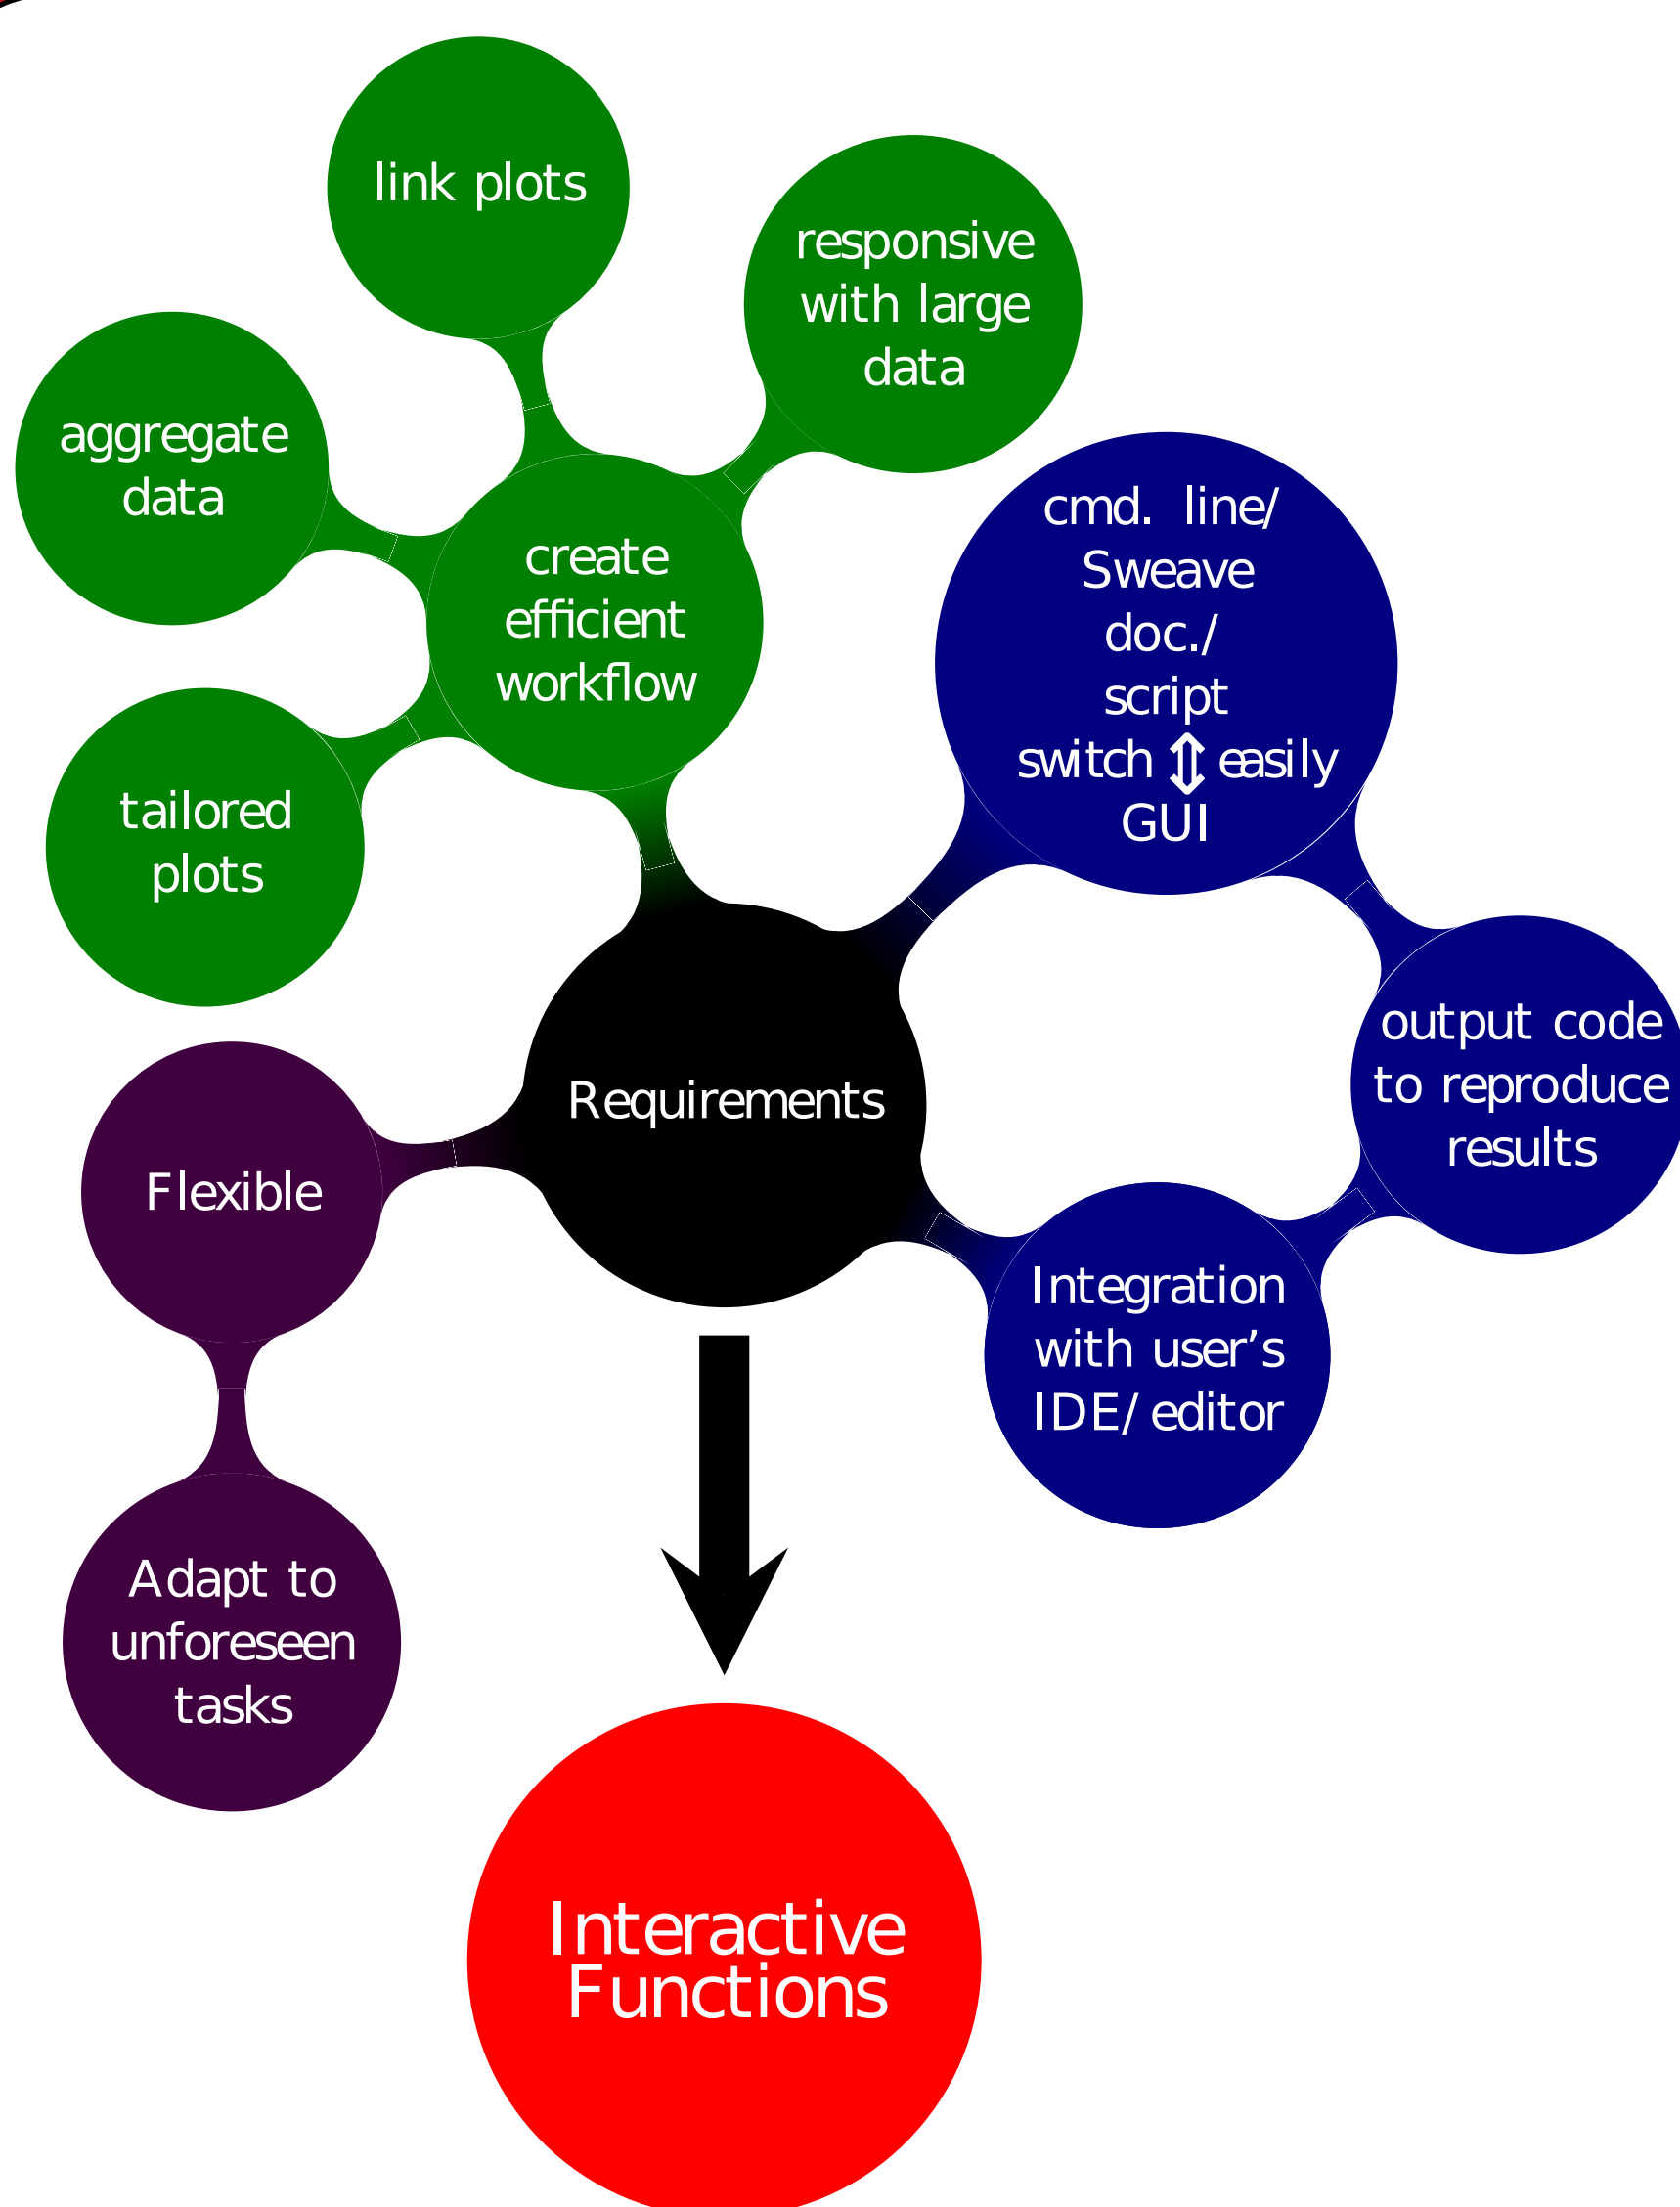 link plots
responsive
with large
data
aggregate
data
create
efficient
workflow
tailored
plots
cmd. line/
Sweave
doc./
script
switch ⇕ easily
GUI
output code
to reproduce
results
Requirements
Flexible
Integration
with user’s
IDE/ editor
Adapt to
unforeseen
tasks
Interactive
Functions